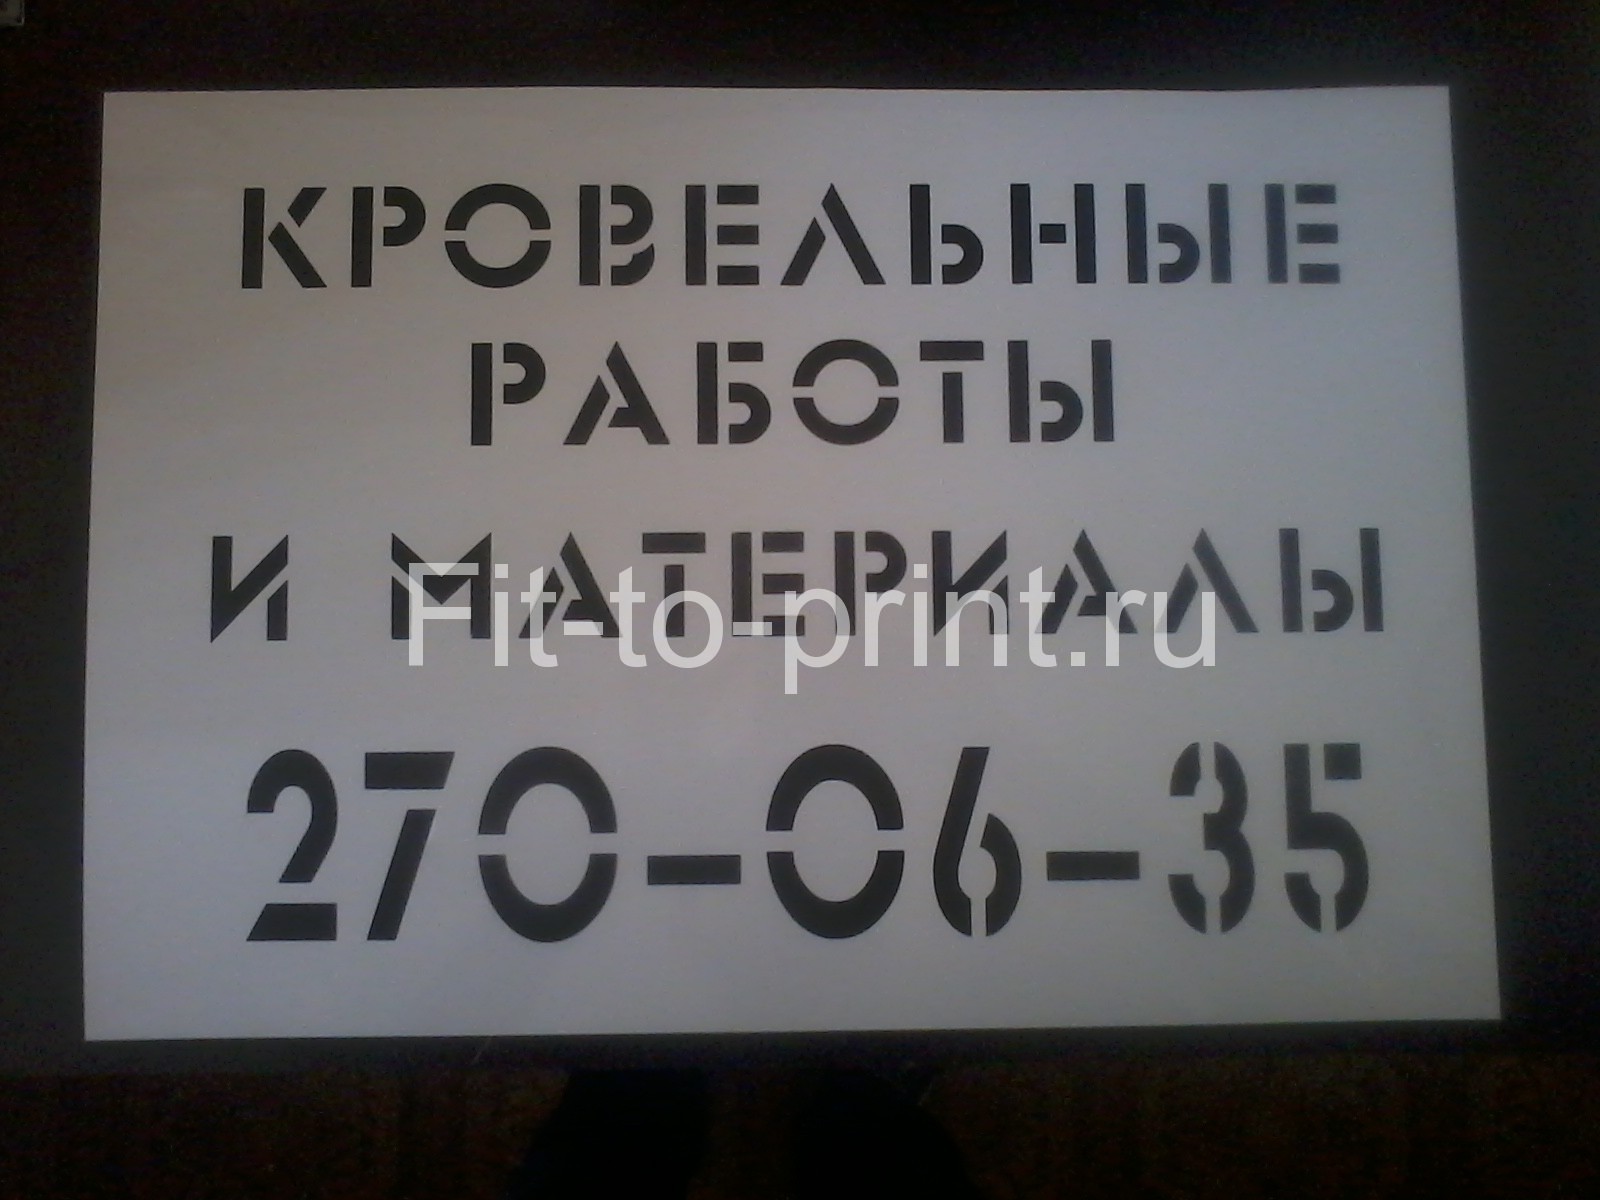 КРОВЕЛЬНЫЕ
РАБОТЫ
И МАТЕРИАЛЫ
Fit-to-print.ru
270-06-35